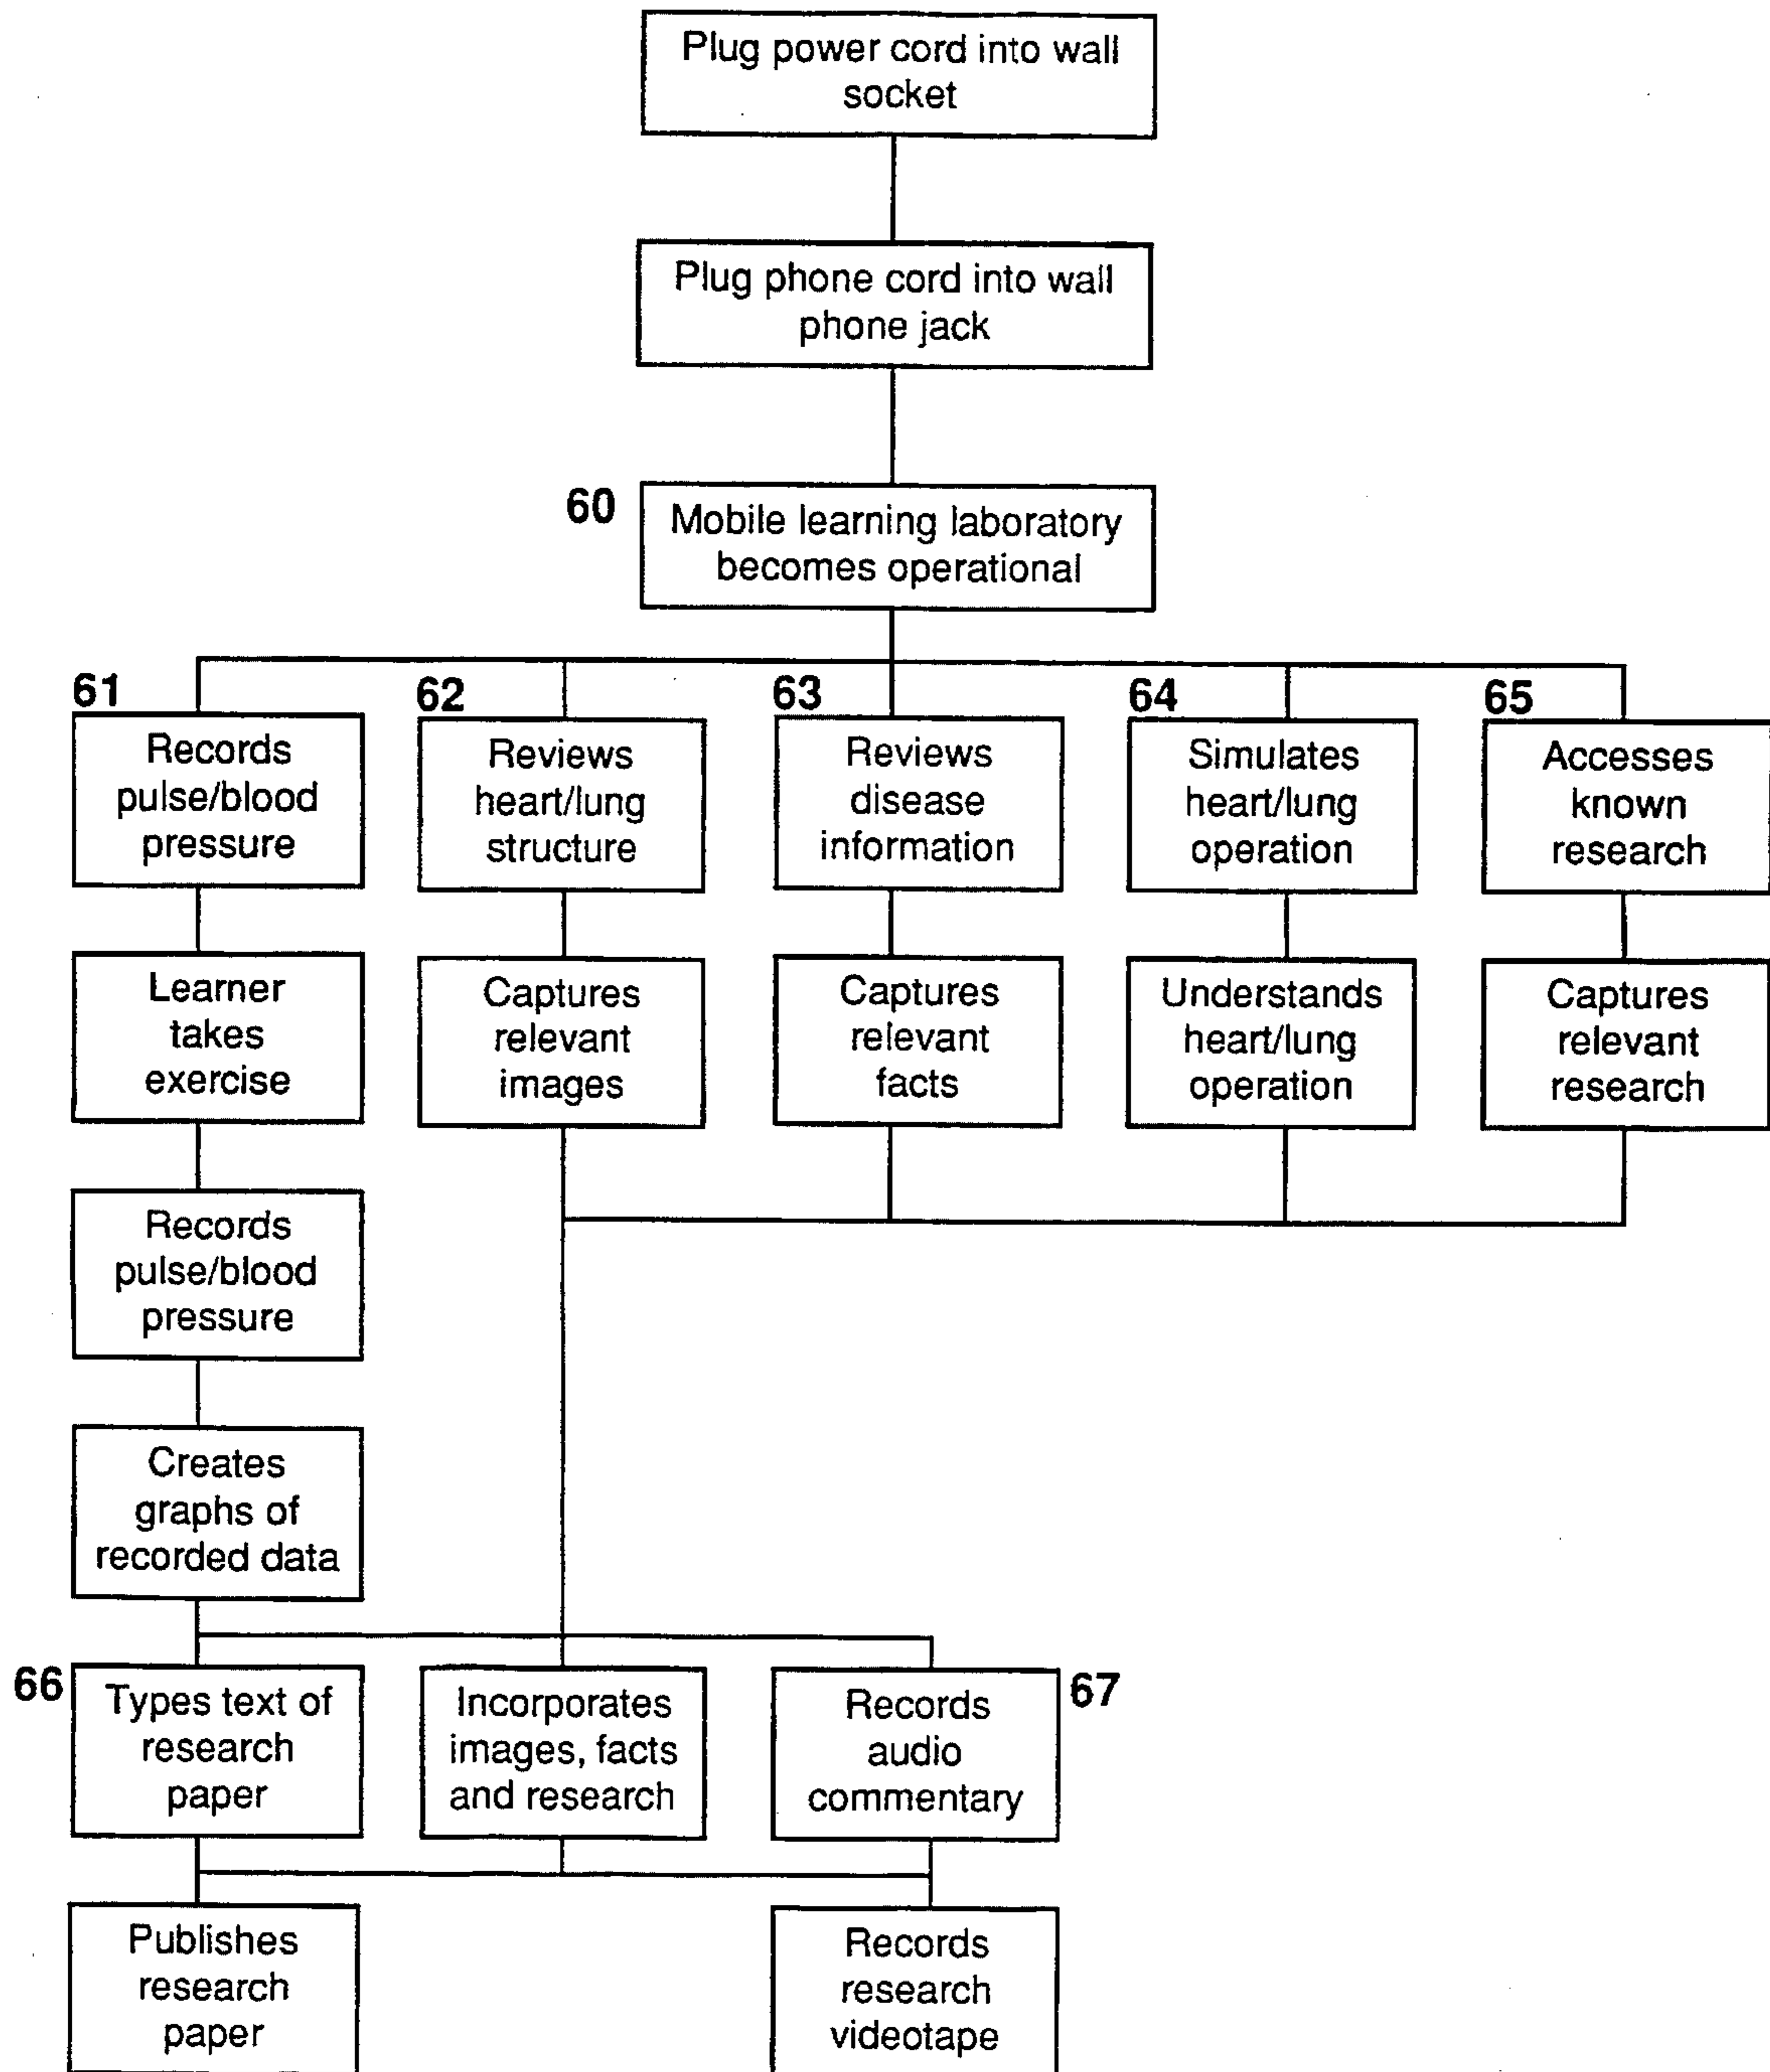 Plug power cord into wall
socket
Plug phone cord into wall
phone jack
60
Mobile learning laboratory
becomes operational
61
Records
pulse/blood
pressure
62
Reviews
heart/lung
structure
63
Reviews
disease
information
64
Simulates
heart/lung
operation
65
Accesses
known
research
Learner
takes
exercise
Captures
relevant
images
Captures
relevant
facts
Understands
heart/lung
operation
Captures
relevant
research
Records
pulse/blood
pressure
Creates
graphs of
recorded data
66
Types text of
research
paper
Incorporates
images, facts
and research
67
Records
audio
commentary
Publishes
research
paper
Records
research
videotape